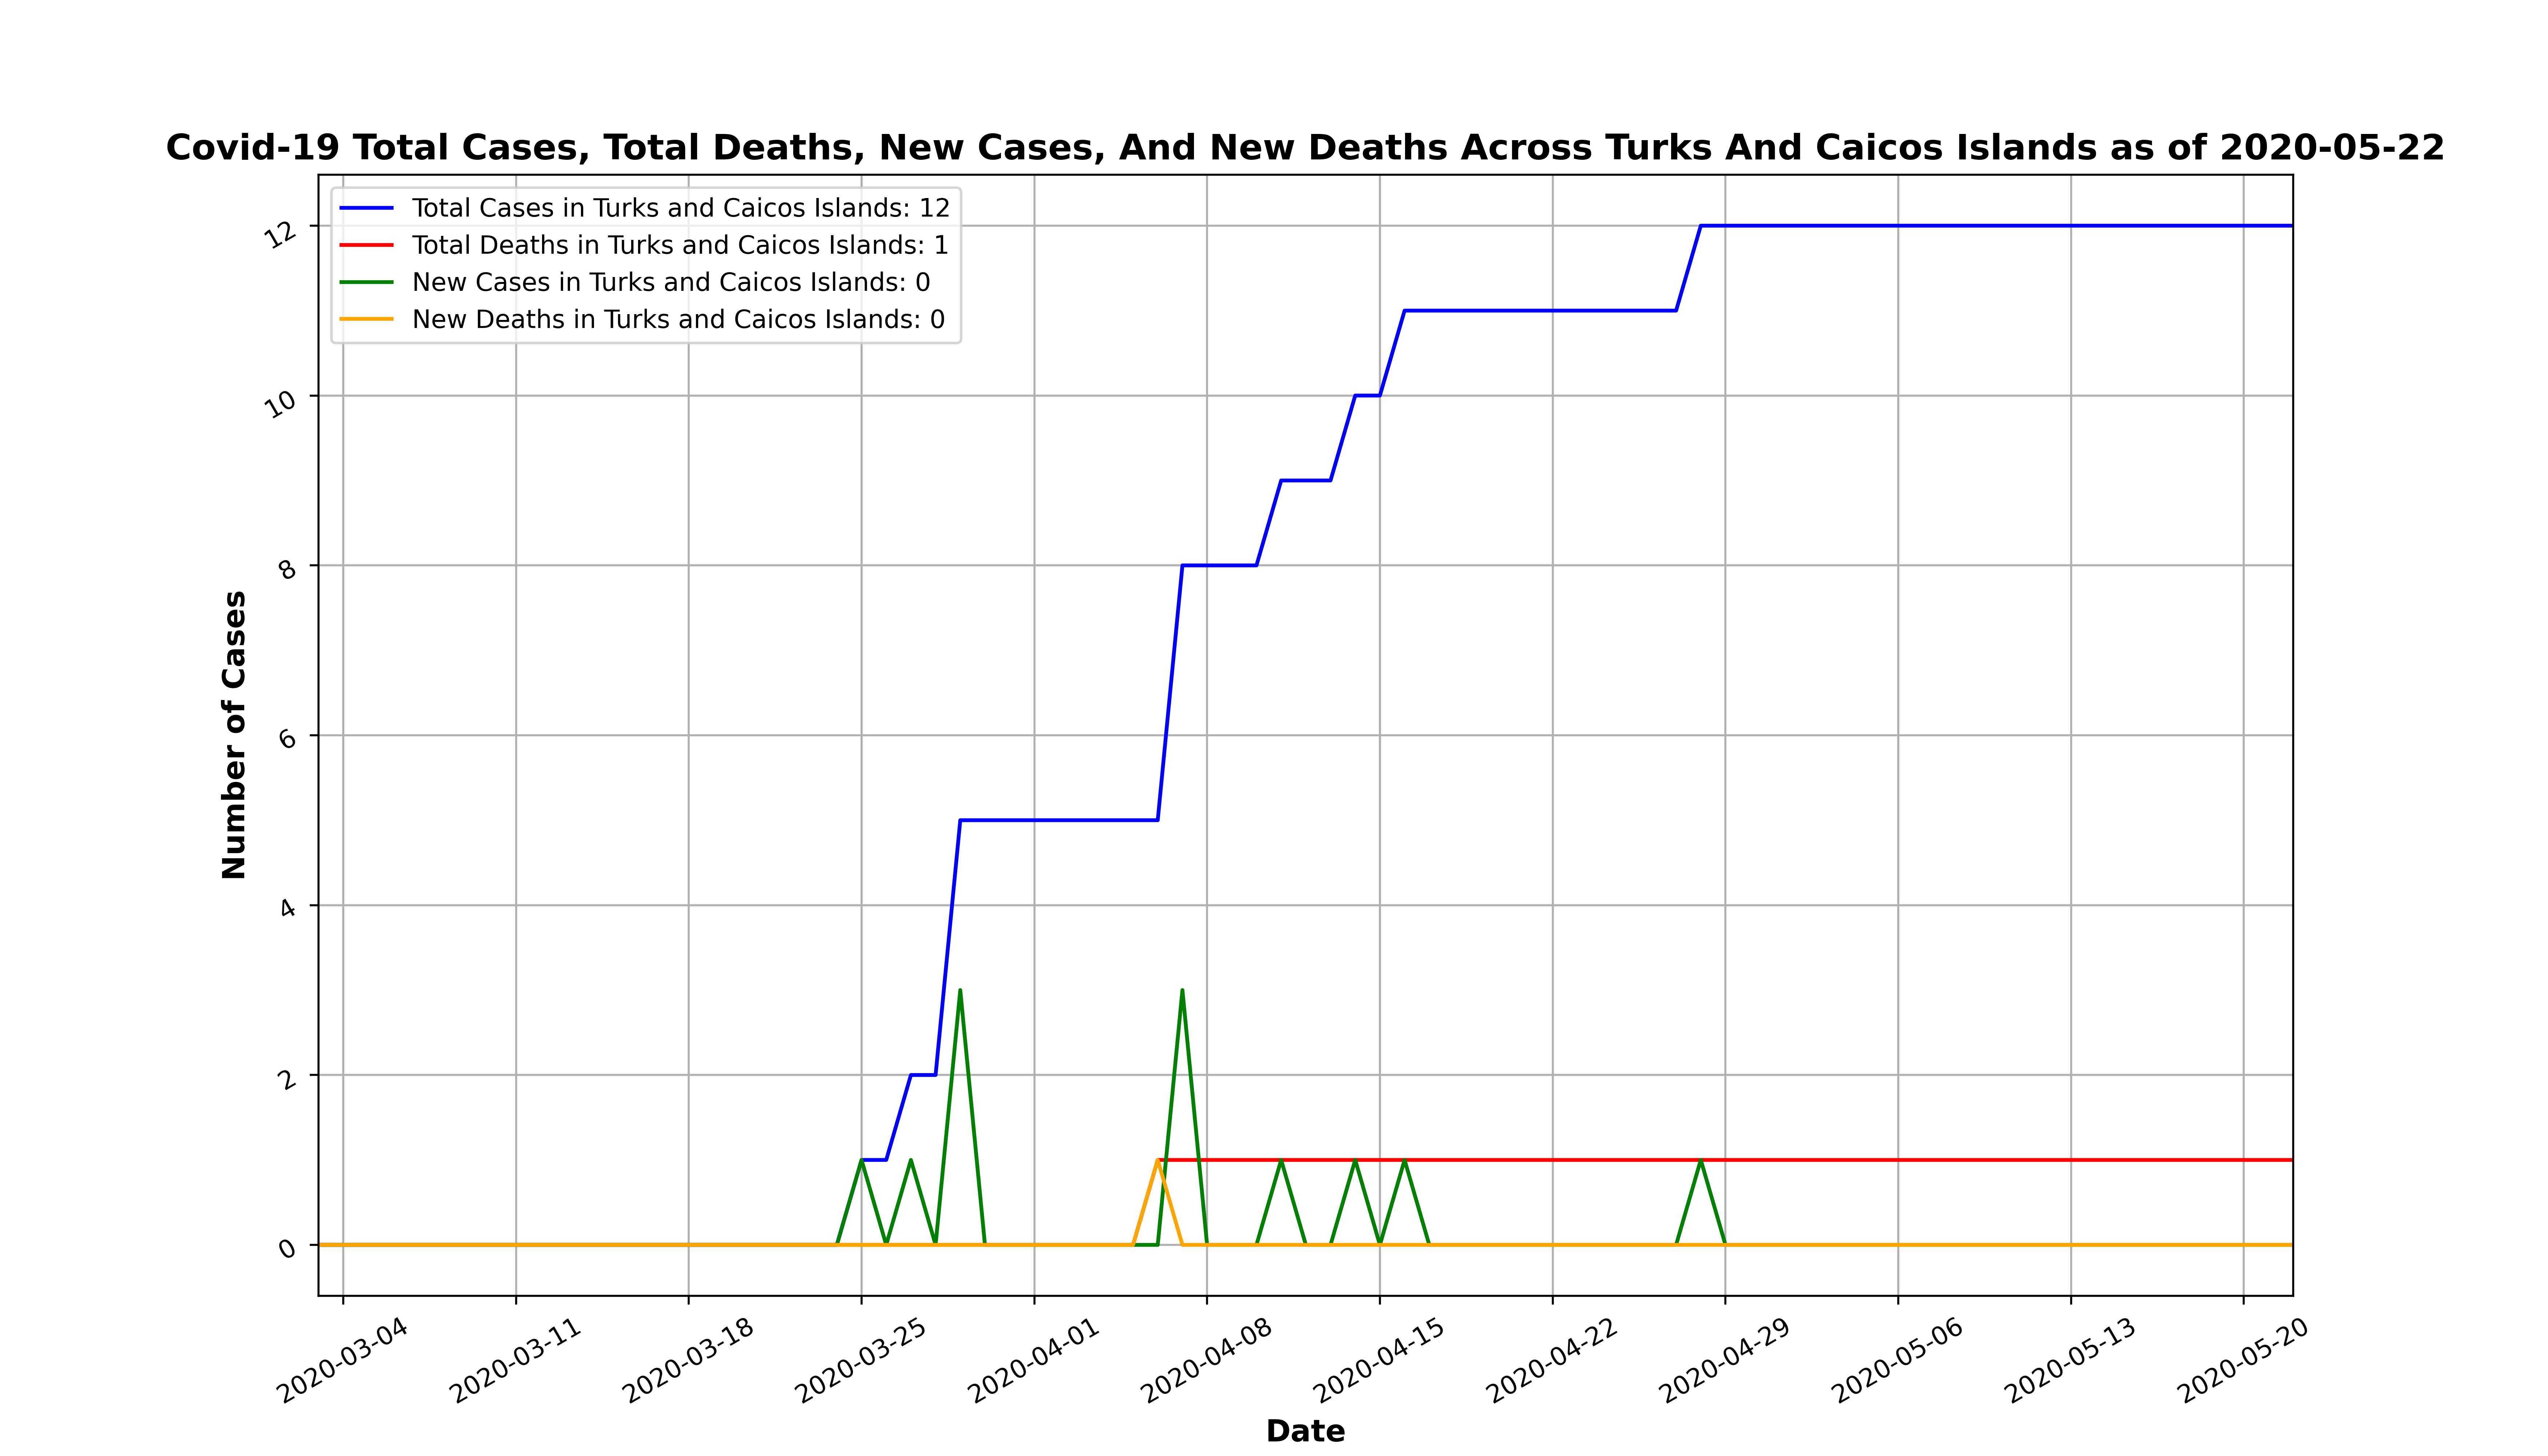 Covid-19 Total Cases, Total Deaths, New Cases, And New Deaths Across Turks And Caicos Islands as of 2020-05-22
Total Cases in Turks and Caicos Islands: 12
Total Deaths in Turks and Caicos Islands: 1
New Cases in Turks and Caicos Islands: 0
New Deaths in Turks and Caicos Islands: 0
Number of Cases
12
10
8
6
4
2
0
2020-03-04
2020-03-11
2020-03-18
2020-03-25
2020-04-01
2020-04-08
2020-04-15
2020-04-22
2020-04-29
2020-05-06
2020-05-13
2020-05-20
Date